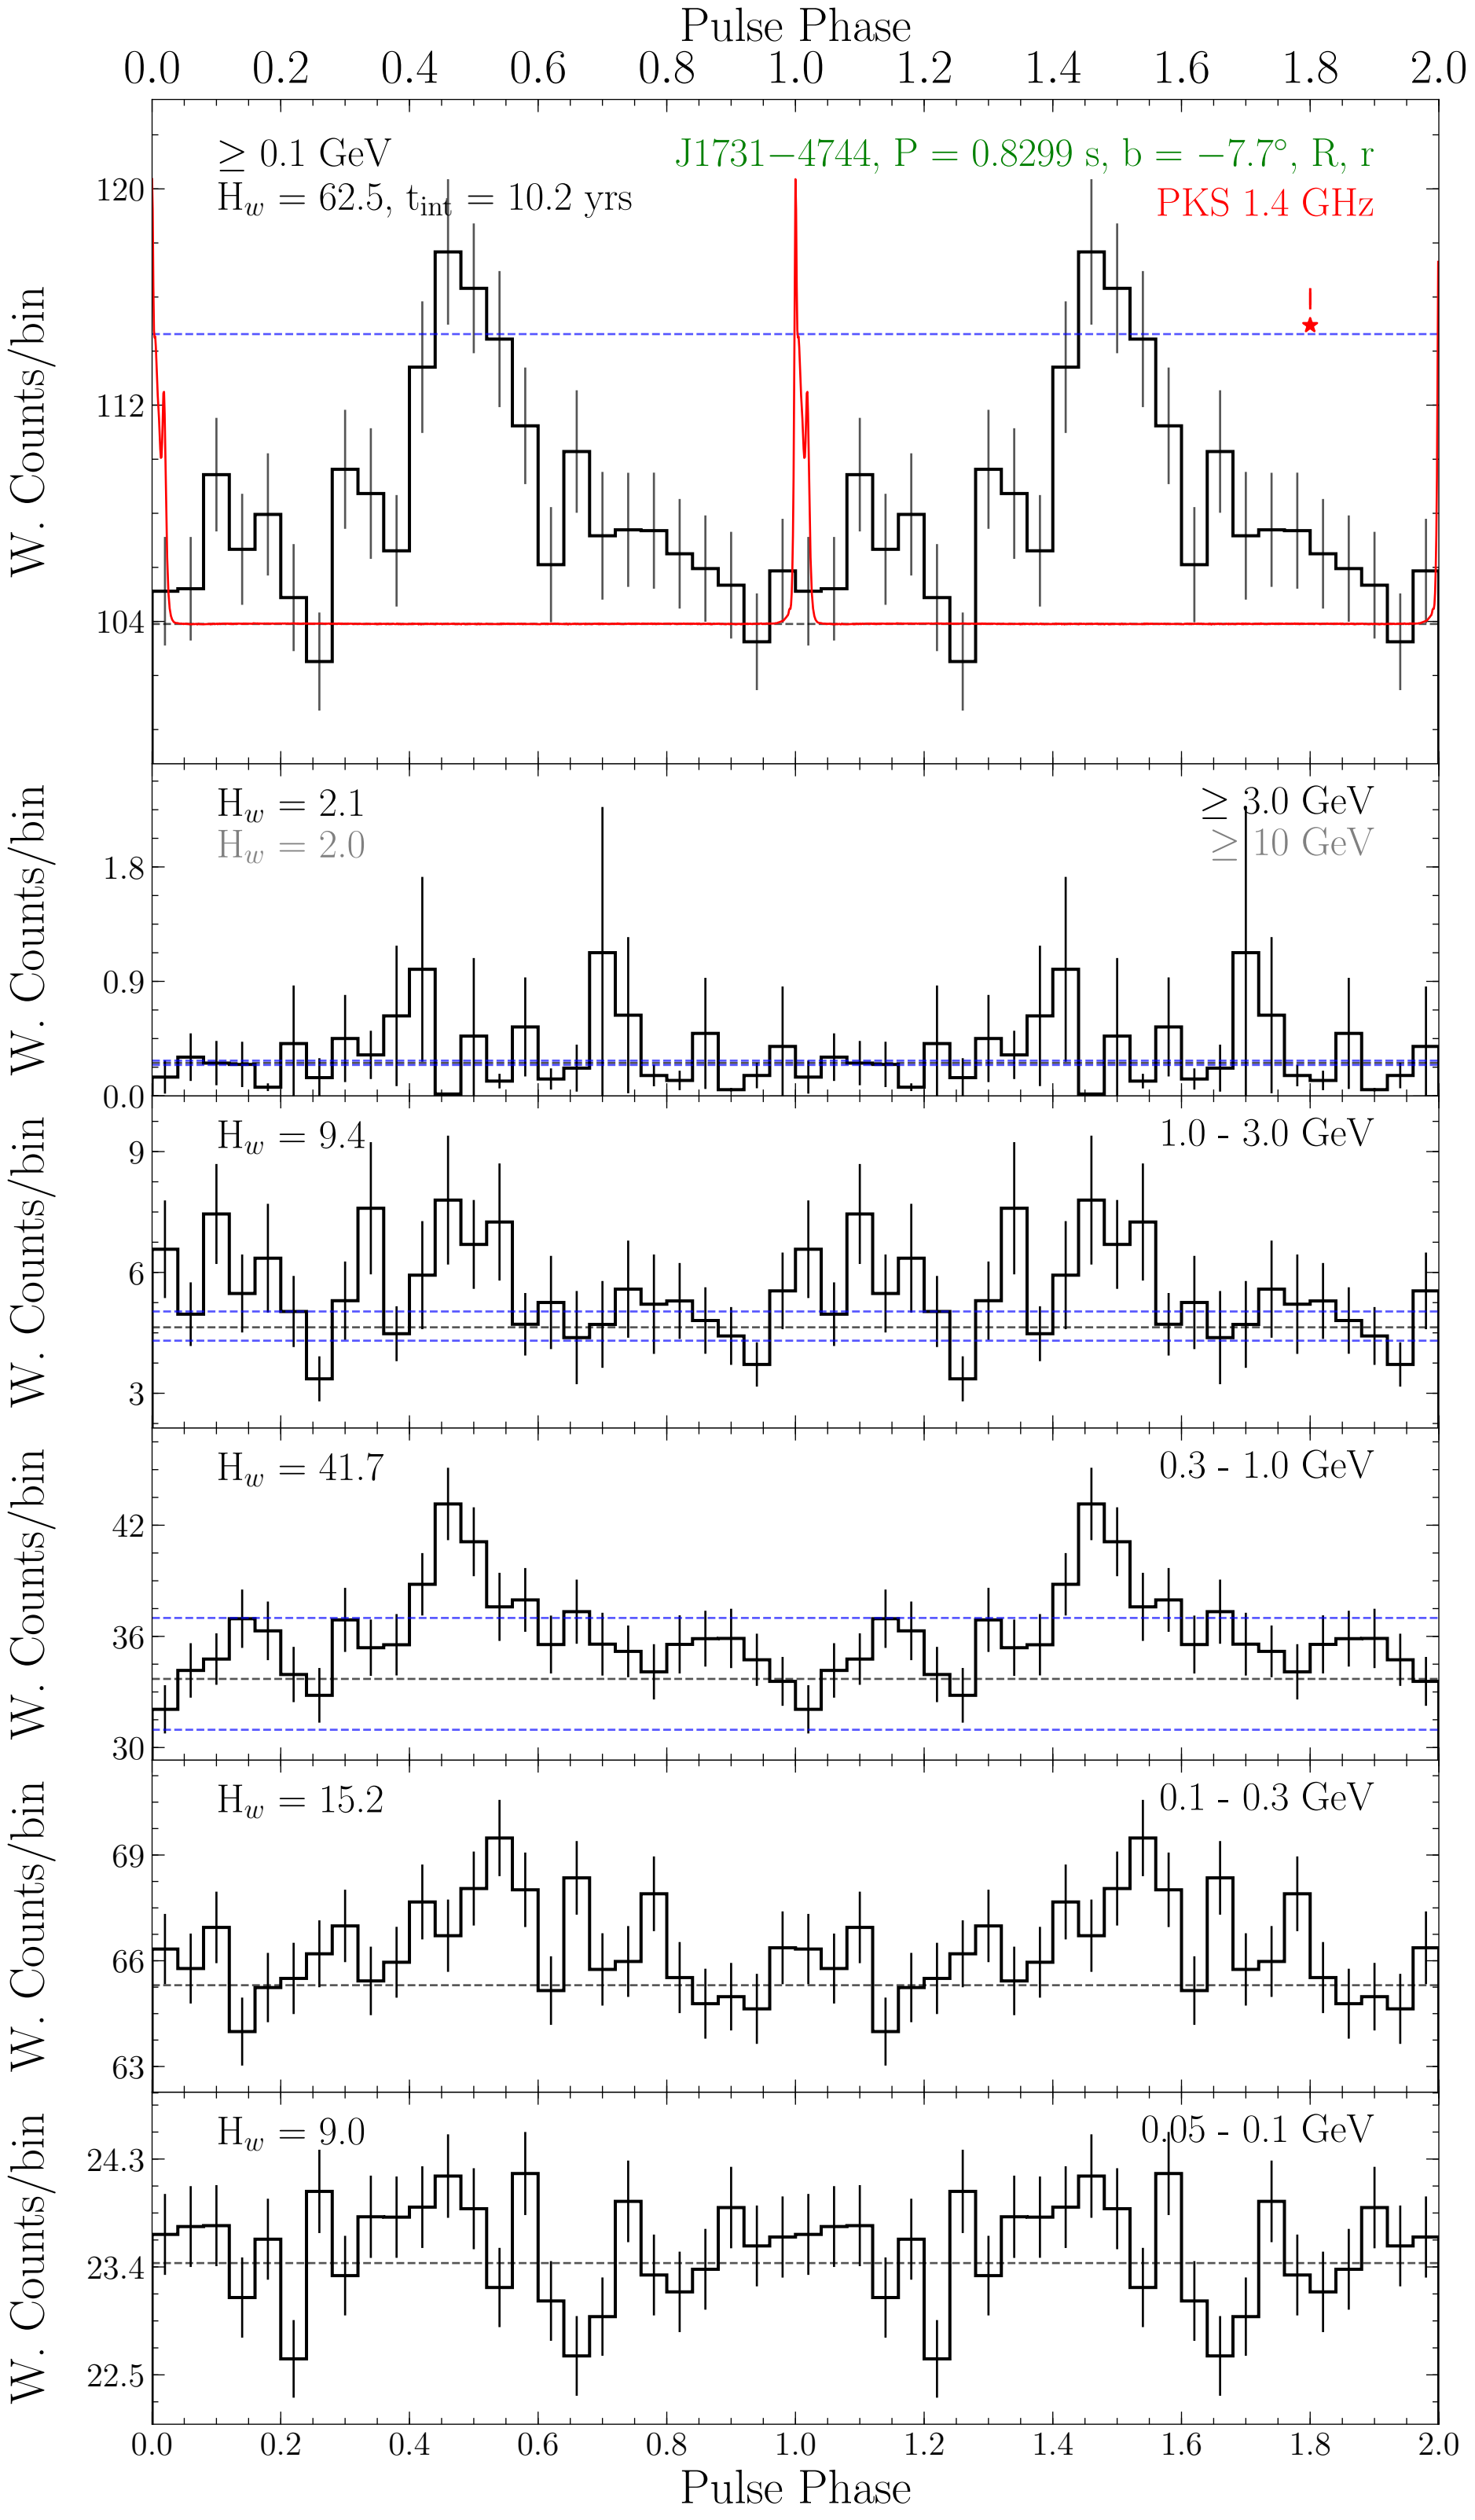 Pulse Phase
0.0 0.2 0.4 0.6 0.8 1.0 1.2 1.4 1.6 1.8 2.0
≥ 0.1 GeV
J1731−4744, P = 0.8299 s, b = −7.7°, R, r
H_w = 62.5, t_int = 10.2 yrs
PKS 1.4 GHz
120
112
104
W. Counts/bin
H_w = 2.1
≥ 3.0 GeV
H_w = 2.0
≥ 10 GeV
1.8
0.9
0.0
W. Counts/bin
H_w = 9.4
1.0 - 3.0 GeV
9
6
3
W. Counts/bin
H_w = 41.7
0.3 - 1.0 GeV
42
36
30
W. Counts/bin
H_w = 15.2
0.1 - 0.3 GeV
69
66
63
W. Counts/bin
H_w = 9.0
0.05 - 0.1 GeV
24.3
23.4
22.5
W. Counts/bin
0.0 0.2 0.4 0.6 0.8 1.0 1.2 1.4 1.6 1.8 2.0
Pulse Phase